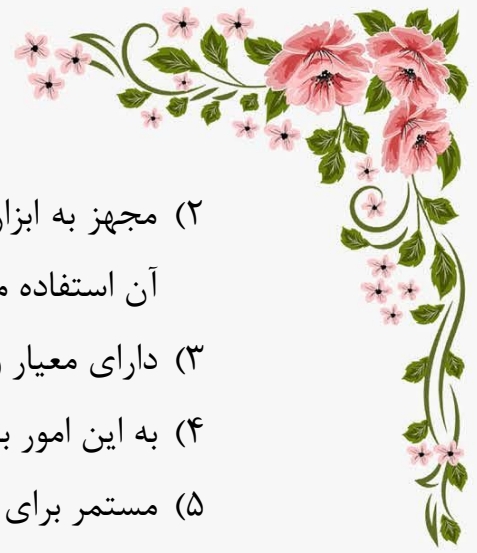 ۲) مجهز به ابزار
آن استفاده م
۳) دارای معیار و
۴) به این امور ب
۵) مستمر برای